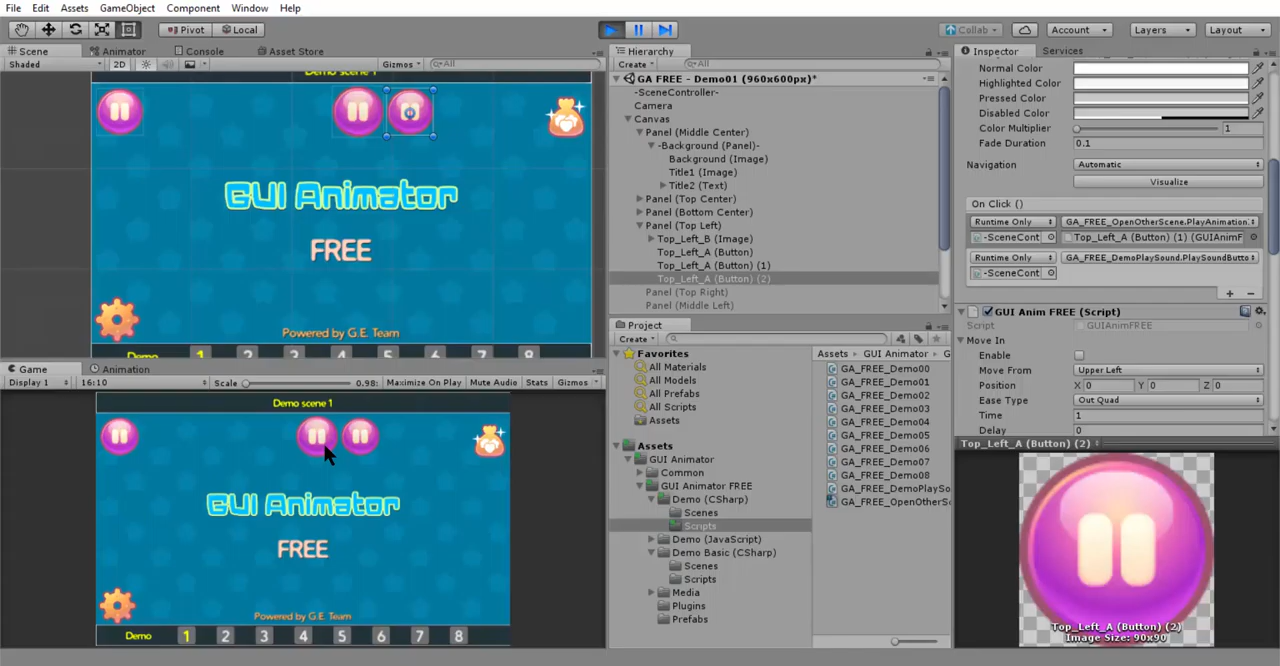 File Edit Assets GameObject Component Window Help
Pivot Local Collab Account Layers Layout
Scene Animator Console Asset Store
Shaded 2D Gizmos All
Demo scene 1
GUI Animator
FREE
Powered by G.E. Team
Demo 1 2 3 4 5 6 7 8
Game Animation
Display 1 16:10 Scale 0.98: Maximize On Play Mute Audio Stats Gizmos
Demo scene 1
GUI Animator
FREE
Powered by G.E. Team
Demo 1 2 3 4 5 6 7 8
Hierarchy
Create All
GA FREE - Demo01 (960x600px)*
-SceneController-
Camera
Canvas
Panel (Middle Center)
-Background (Panel)-
Background (Image)
Title1 (Image)
Title2 (Text)
Panel (Top Center)
Panel (Bottom Center)
Panel (Top Left)
Top_Left_B (Image)
Top_Left_A (Button)
Top_Left_A (Button) (1)
Top_Left_A (Button) (2)
Panel (Top Right)
Panel (Middle Left)
Project
Create
Favorites
All Materials
All Models
All Prefabs
All Scripts
Assets
Assets
GUI Animator
Common
GUI Animator FREE
Demo (CSharp)
Scenes
Scripts
Demo (JavaScript)
Demo Basic (CSharp)
Scenes
Scripts
Media
Plugins
Prefabs
Assets GUI Animator G
GA_FREE_Demo00
GA_FREE_Demo01
GA_FREE_Demo02
GA_FREE_Demo03
GA_FREE_Demo04
GA_FREE_Demo05
GA_FREE_Demo06
GA_FREE_Demo07
GA_FREE_Demo08
GA_FREE_DemoPlaySo
GA_FREE_OpenOtherSc
Inspector Services
Normal Color
Highlighted Color
Pressed Color
Disabled Color
Color Multiplier 1
Fade Duration 0.1
Navigation Automatic
Visualize
On Click ()
Runtime Only GA_FREE_OpenOtherScene.PlayAnimation
-SceneCont Top_Left_A (Button) (1) (GUIAnimF
Runtime Only GA_FREE_DemoPlaySound.PlaySoundButto
-SceneCont
+ -
GUI Anim FREE (Script)
Script GUIAnimFREE
Move In
Enable
Move From Upper Left
Position X 0 Y 0 Z 0
Ease Type Out Quad
Time 1
Delay 0
Top_Left_A (Button) (2)
Top_Left_A (Button) (2)
Image Size: 90x90